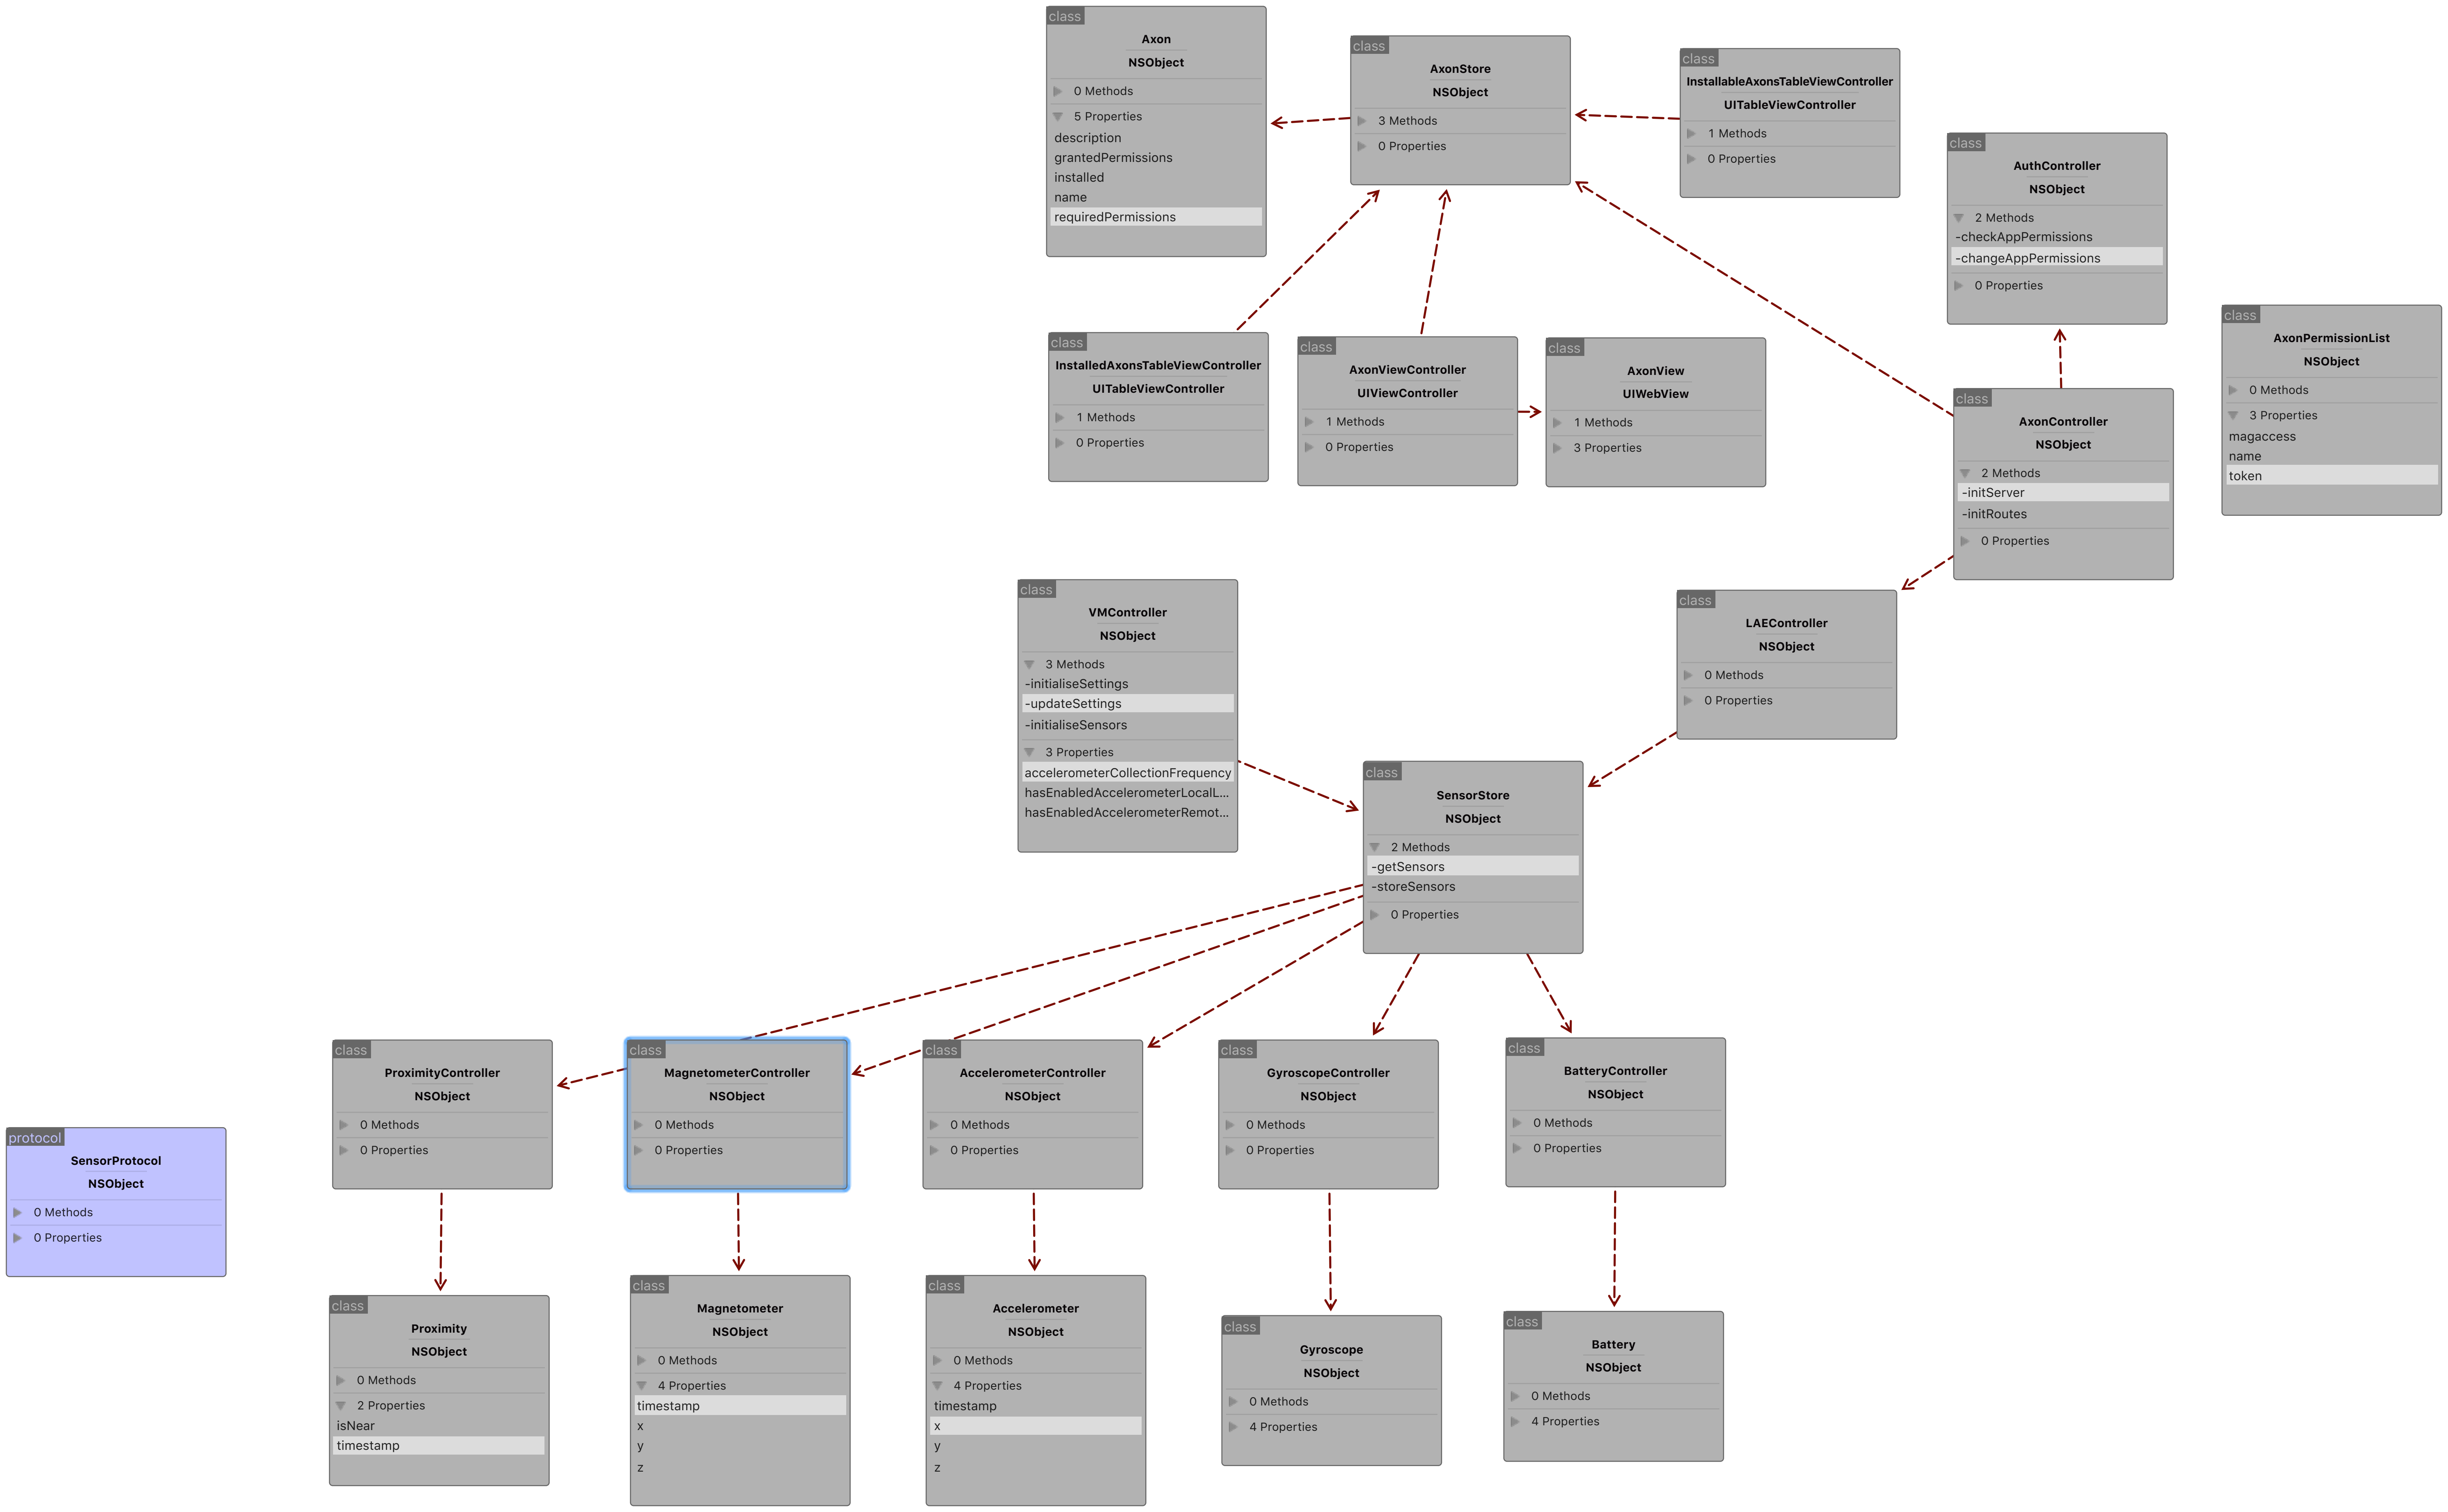 class
Axon
NSObject
0 Methods
5 Properties
description
grantedPermissions
installed
name
requiredPermissions
class
AxonStore
NSObject
3 Methods
0 Properties
class
InstallableAxonsTableViewController
UITableViewController
1 Methods
0 Properties
class
AuthController
NSObject
2 Methods
-checkAppPermissions
-changeAppPermissions
0 Properties
class
AxonPermissionList
NSObject
0 Methods
3 Properties
magaccess
name
token
class
InstalledAxonsTableViewController
UITableViewController
1 Methods
0 Properties
class
AxonViewController
UIViewController
1 Methods
0 Properties
class
AxonView
UIWebView
1 Methods
3 Properties
class
AxonController
NSObject
2 Methods
-initServer
-initRoutes
0 Properties
class
VMController
NSObject
3 Methods
-initialiseSettings
-updateSettings
-initialiseSensors
3 Properties
accelerometerCollectionFrequency
hasEnabledAccelerometerLocalL...
hasEnabledAccelerometerRemot...
class
LAEController
NSObject
0 Methods
0 Properties
class
SensorStore
NSObject
2 Methods
-getSensors
-storeSensors
0 Properties
class
ProximityController
NSObject
0 Methods
0 Properties
class
MagnetometerController
NSObject
0 Methods
0 Properties
class
AccelerometerController
NSObject
0 Methods
0 Properties
class
GyroscopeController
NSObject
0 Methods
0 Properties
class
BatteryController
NSObject
0 Methods
0 Properties
protocol
SensorProtocol
NSObject
0 Methods
0 Properties
class
Proximity
NSObject
0 Methods
2 Properties
isNear
timestamp
class
Magnetometer
NSObject
0 Methods
4 Properties
timestamp
x
y
z
class
Accelerometer
NSObject
0 Methods
4 Properties
timestamp
x
y
z
class
Gyroscope
NSObject
0 Methods
4 Properties
class
Battery
NSObject
0 Methods
4 Properties